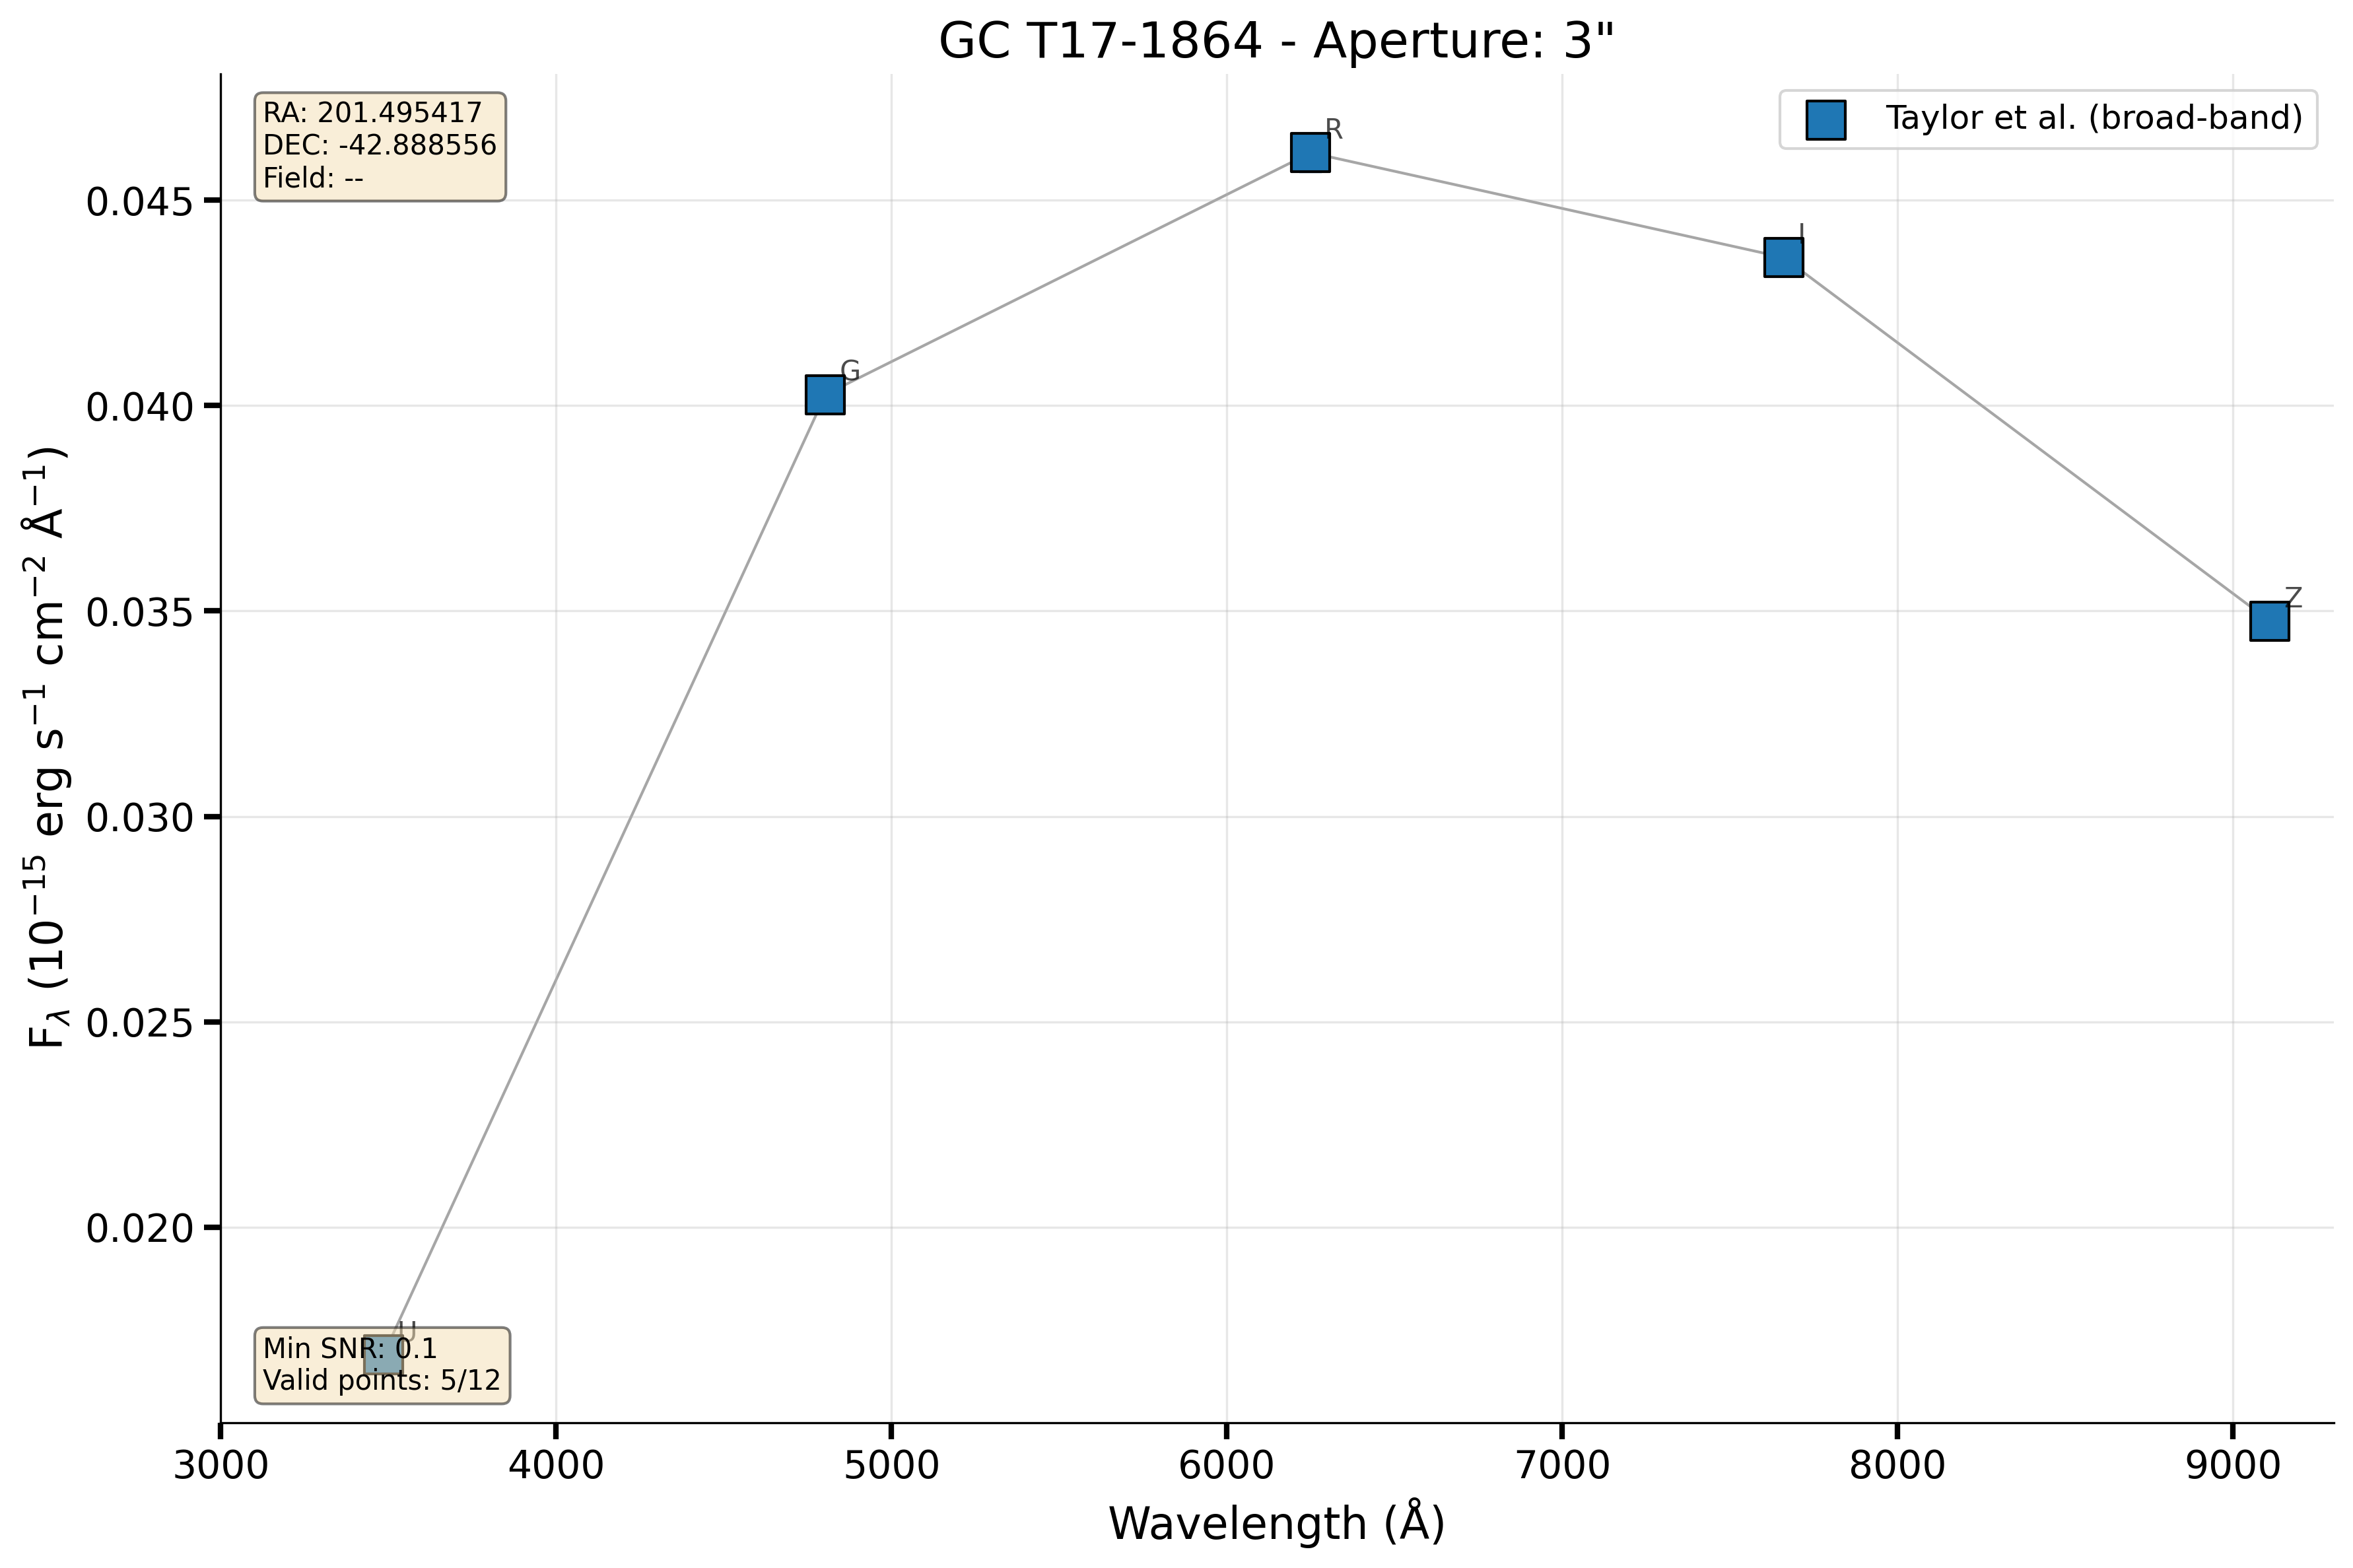 GC T17-1864 - Aperture: 3"
RA: 201.495417
DEC: -42.888556
Field: --
Taylor et al. (broad-band)
R
I
G
Z
U
Min SNR: 0.1
Valid points: 5/12
F_λ (10⁻¹⁵ erg s⁻¹ cm⁻² Å⁻¹)
0.045
0.040
0.035
0.030
0.025
0.020
3000 4000 5000 6000 7000 8000 9000
Wavelength (Å)